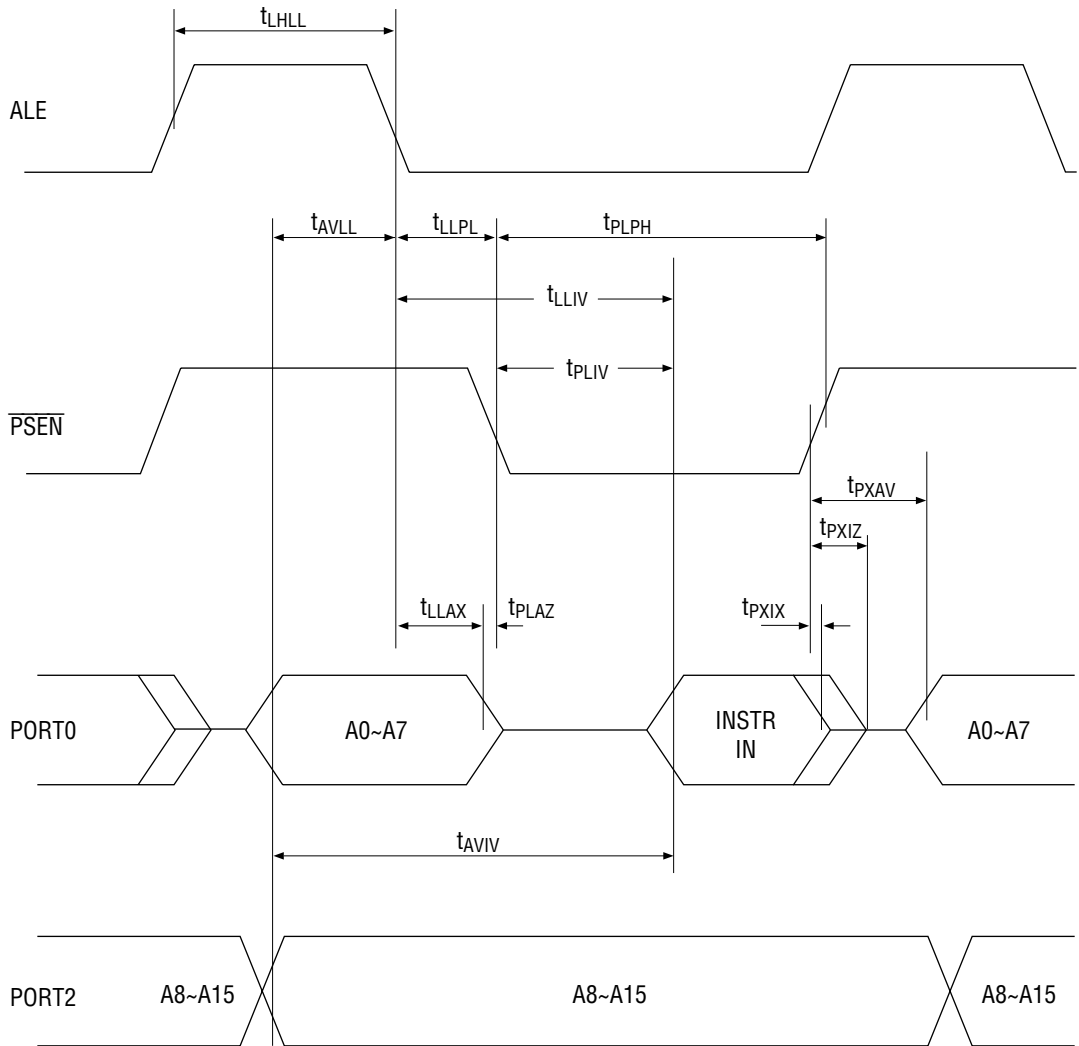 tLHLL
ALE
tAVLL tLLPL tPLPH
tLLIV
tPLIV
PSEN
tPXAV
tPXIZ
tLLAX tPLAZ tPXIX
PORT0 A0~A7 INSTR IN A0~A7
tAVIV
PORT2 A8~A15 A8~A15 A8~A15